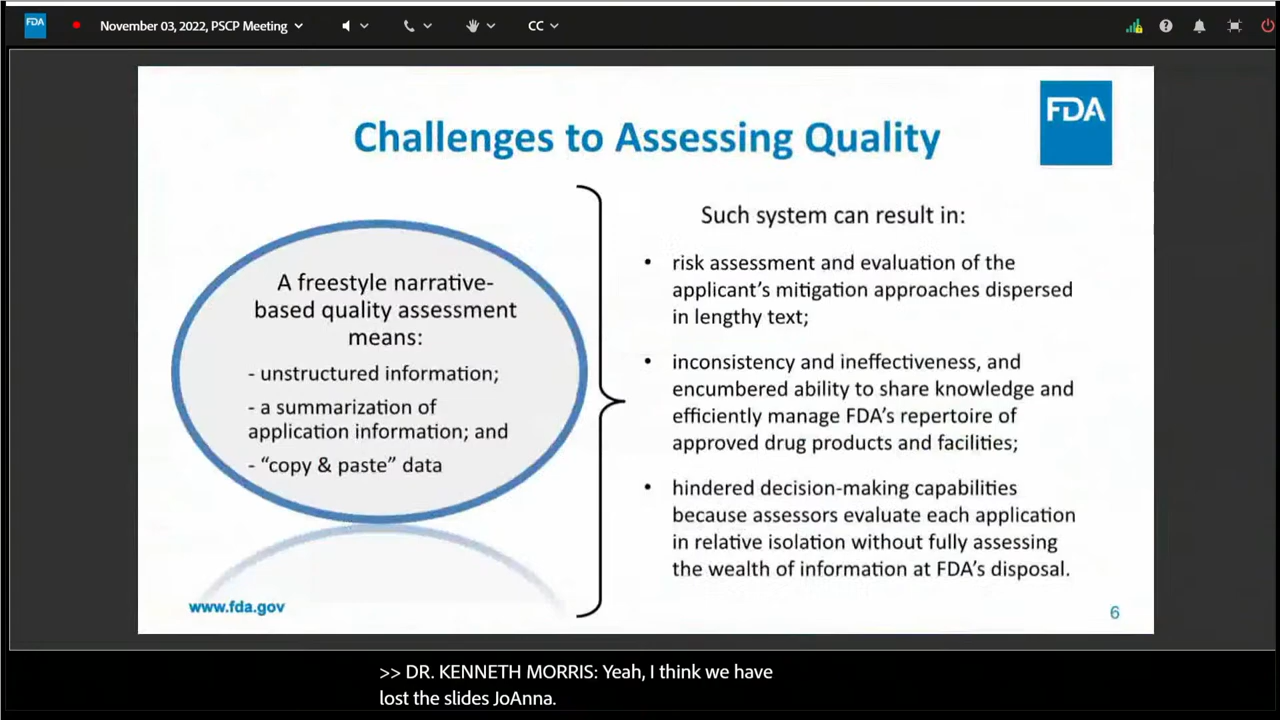 FDA
November 03, 2022, PSCP Meeting
CC
FDA
Challenges to Assessing Quality
A freestyle narrative-
based quality assessment
means:
- unstructured information;
- a summarization of
application information; and
- “copy & paste” data
Such system can result in:
• risk assessment and evaluation of the
applicant’s mitigation approaches dispersed
in lengthy text;
• inconsistency and ineffectiveness, and
encumbered ability to share knowledge and
efficiently manage FDA’s repertoire of
approved drug products and facilities;
• hindered decision-making capabilities
because assessors evaluate each application
in relative isolation without fully assessing
the wealth of information at FDA’s disposal.
www.fda.gov
6
>> DR. KENNETH MORRIS: Yeah, I think we have
lost the slides JoAnna.